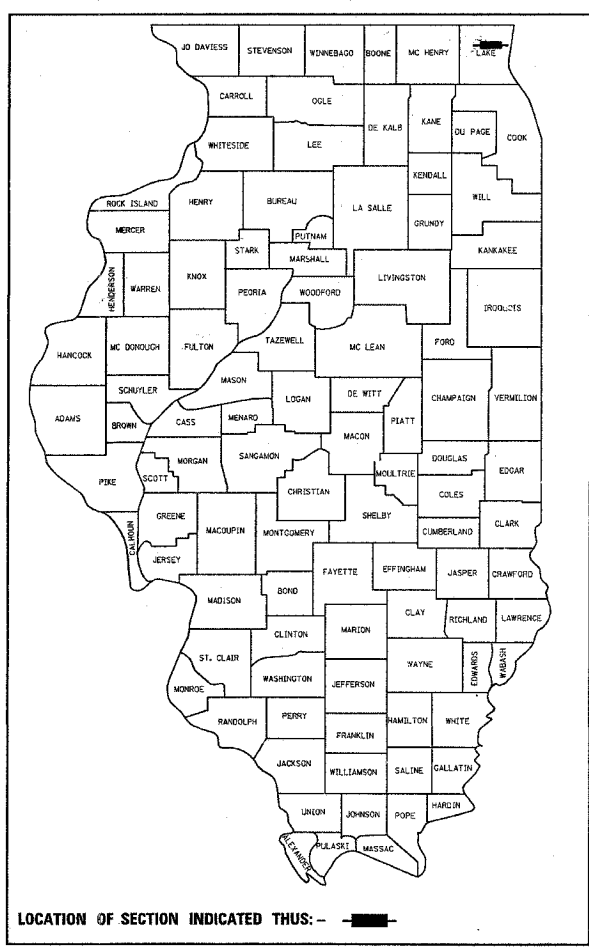 JO DAVIESS STEVENSON WINNEBAGO BOONE MC HENRY LAKE
CARROLL OGLE
DE KALB KANE DU PAGE COOK
WHITESIDE LEE
KENDALL WILL
ROCK ISLAND HENRY BUREAU LA SALLE
GRUNDY
MERCER PUTNAM
STARK MARSHALL KANKAKEE
HENDERSON WARREN KNOX LIVINGSTON
PEORIA WOODFORD IROQUOIS
HANCOCK MC DONOUGH FULTON TAZEWELL MC LEAN FORD
MASON
SCHUYLER LOGAN DE WITT CHAMPAIGN VERMILION
ADAMS BROWN CASS MENARD MACON PIATT
MORGAN SANGAMON DOUGLAS
PIKE SCOTT MOULTRIE EDGAR
CHRISTIAN COLES
GREENE SHELBY
CALHOUN MACOUPIN MONTGOMERY CUMBERLAND CLARK
JERSEY
FAYETTE EFFINGHAM JASPER CRAWFORD
MADISON BOND
CLAY RICHLAND LAWRENCE
CLINTON MARION
ST. CLAIR WAYNE EDWARDS WABASH
WASHINGTON JEFFERSON
MONROE
RANDOLPH PERRY HAMILTON WHITE
FRANKLIN
JACKSON WILLIAMSON SALINE GALLATIN
UNION JOHNSON POPE HARDIN
ALEXANDER PULASKI MASSAC
LOCATION OF SECTION INDICATED THUS: -